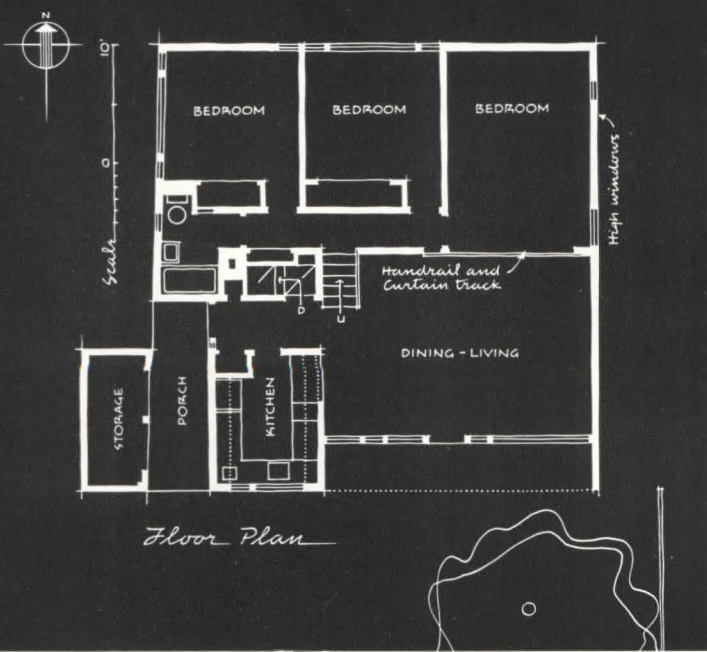 N
10'
0
Scale
BEDROOM
BEDROOM
BEDROOM
High windows
Handrail and
Curtain track
D
U
DINING - LIVING
STORAGE
PORCH
KITCHEN
Floor Plan